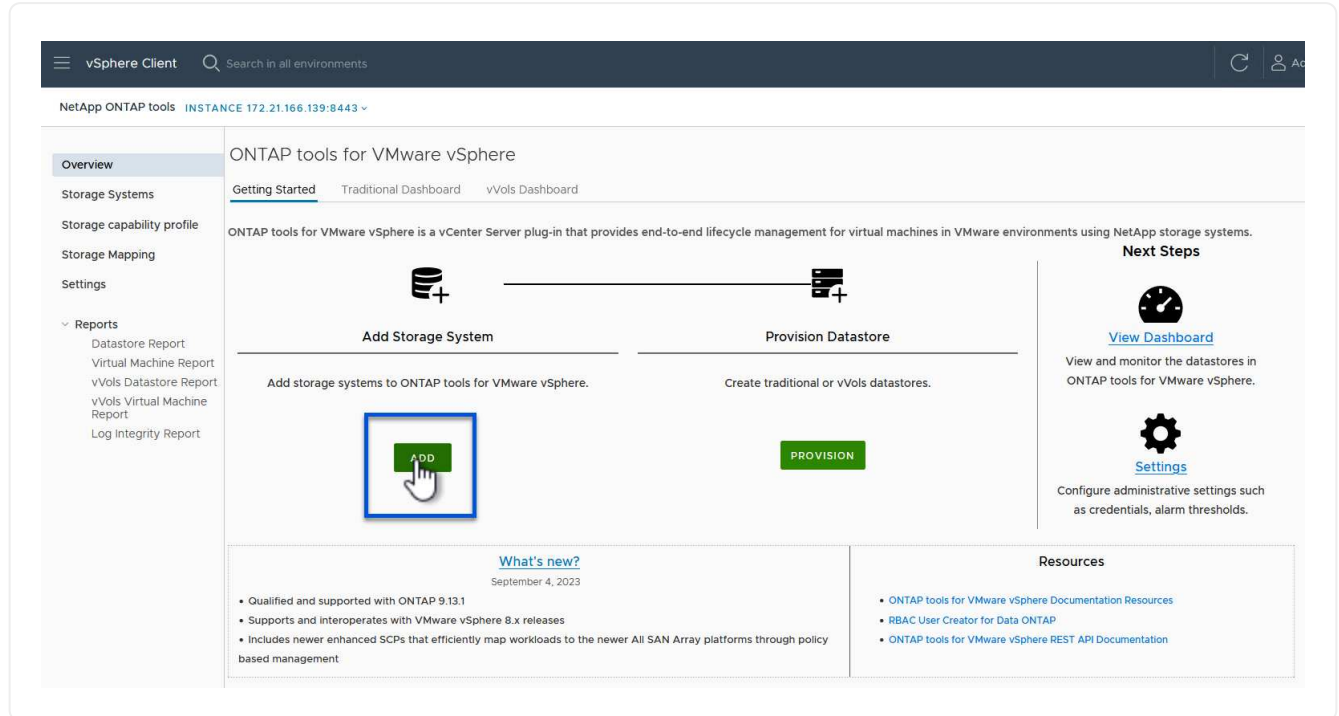 vSphere Client
Search in all environments
NetApp ONTAP tools INSTANCE 172.21.166.139:8443
Overview
Storage Systems
Storage capability profile
Storage Mapping
Settings
Reports
Datastore Report
Virtual Machine Report
vVols Datastore Report
vVols Virtual Machine
Report
Log Integrity Report
ONTAP tools for VMware vSphere
Getting Started Traditional Dashboard vVols Dashboard
ONTAP tools for VMware vSphere is a vCenter Server plug-in that provides end-to-end lifecycle management for virtual machines in VMware environments using NetApp storage systems.
Add Storage System
Add storage systems to ONTAP tools for VMware vSphere.
ADD
Provision Datastore
Create traditional or vVols datastores.
PROVISION
Next Steps
View Dashboard
View and monitor the datastores in
ONTAP tools for VMware vSphere.
Settings
Configure administrative settings such
as credentials, alarm thresholds.
What's new?
September 4, 2023
• Qualified and supported with ONTAP 9.13.1
• Supports and interoperates with VMware vSphere 8.x releases
• Includes newer enhanced SCPs that efficiently map workloads to the newer All SAN Array platforms through policy
based management
Resources
• ONTAP tools for VMware vSphere Documentation Resources
• RBAC User Creator for Data ONTAP
• ONTAP tools for VMware vSphere REST API Documentation